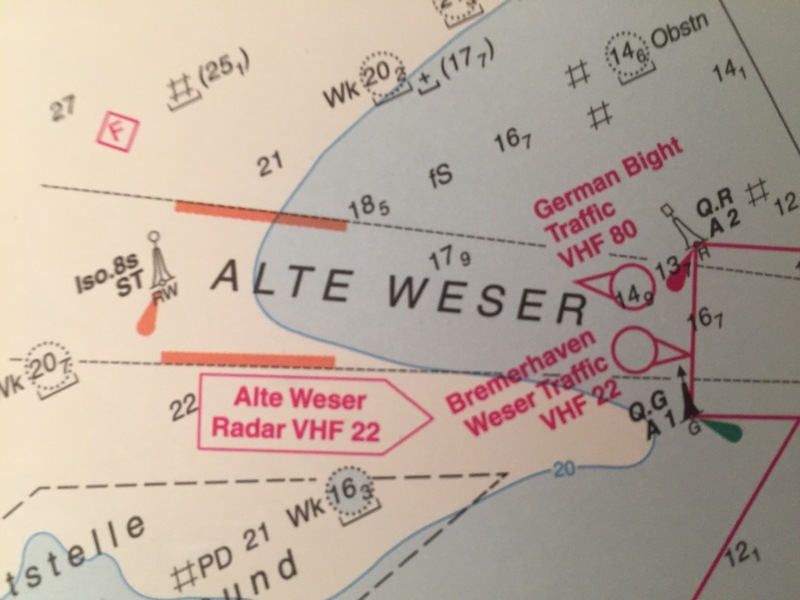 (25₁)
Wk 20₂
(17₇)
14₆ Obstn
14₁
27
F
21
16₇
fS
18₅
German Bight
Traffic
VHF 80
Q.R
A 2
R
12
17₉
13₇
14₉
Iso.8s
ST
RW
ALTE WESER
16₇
Wk 20₇
22
Alte Weser
Radar VHF 22
Bremerhaven
Weser Traffic
VHF 22
Q.G
A 1
G
20
Wk 16₃
PD 21
tstelle
und
12₁